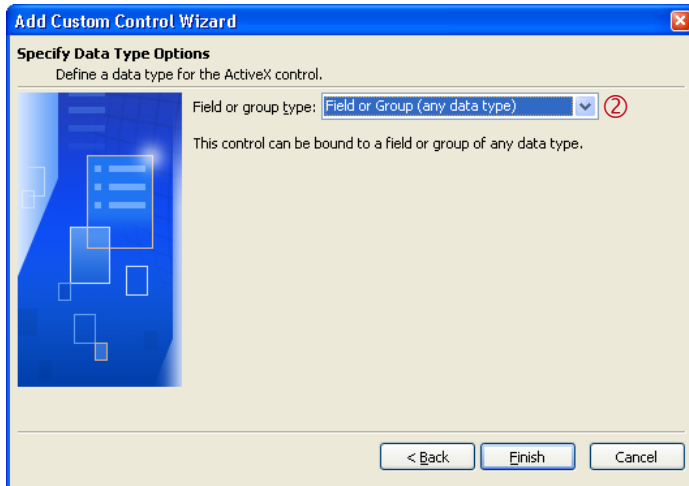 Add Custom Control Wizard
Specify Data Type Options
Define a data type for the ActiveX control.
Field or group type: Field or Group (any data type) ②
This control can be bound to a field or group of any data type.
< Back Finish Cancel